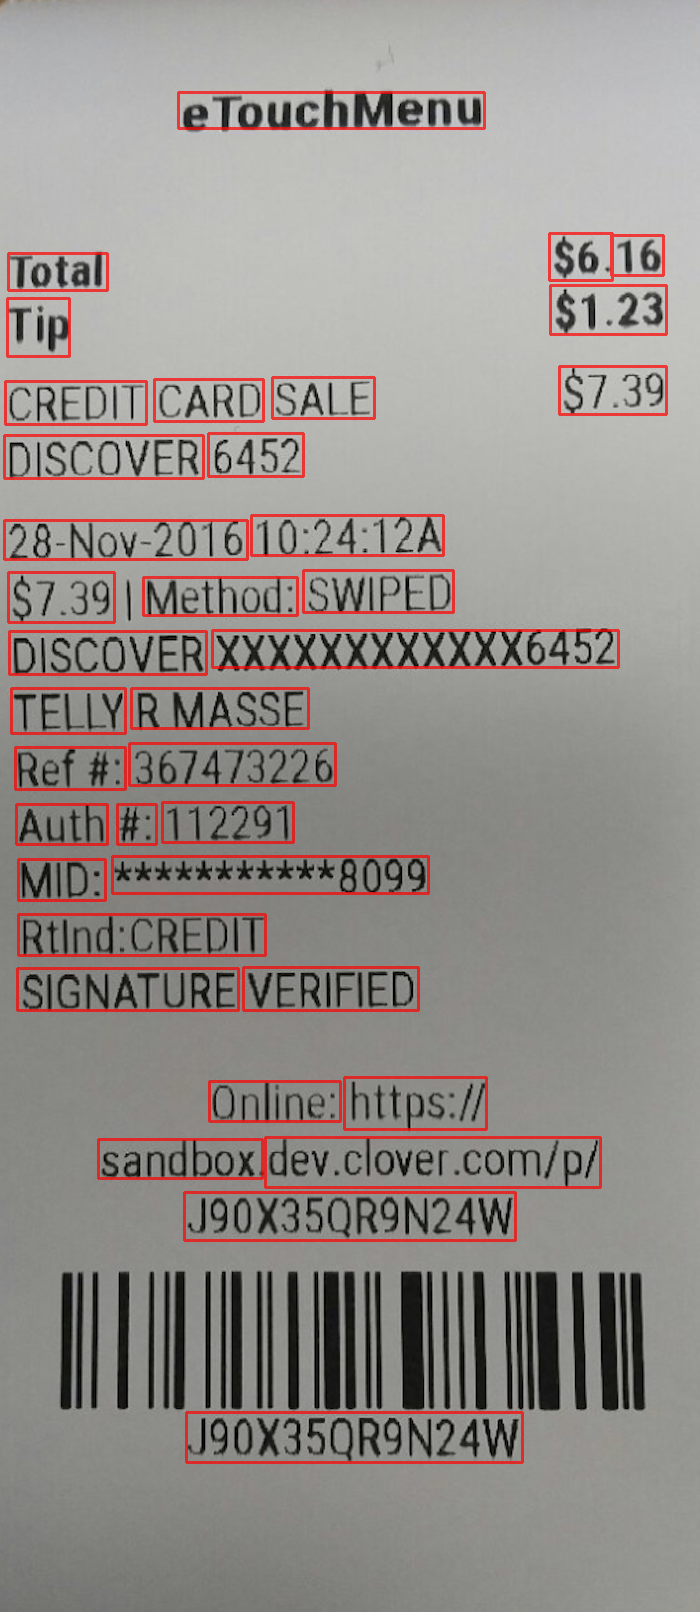 eTouchMenu
Total $6.16
Tip $1.23
CREDIT CARD SALE $7.39
DISCOVER 6452
28-Nov-2016 10:24:12A
$7.39 | Method: SWIPED
DISCOVER XXXXXXXXXXXX6452
TELLY R MASSE
Ref #: 367473226
Auth #: 112291
MID: ***********8099
RtInd:CREDIT
SIGNATURE VERIFIED
Online: https://
sandbox.dev.clover.com/p/
J90X35QR9N24W
J90X35QR9N24W